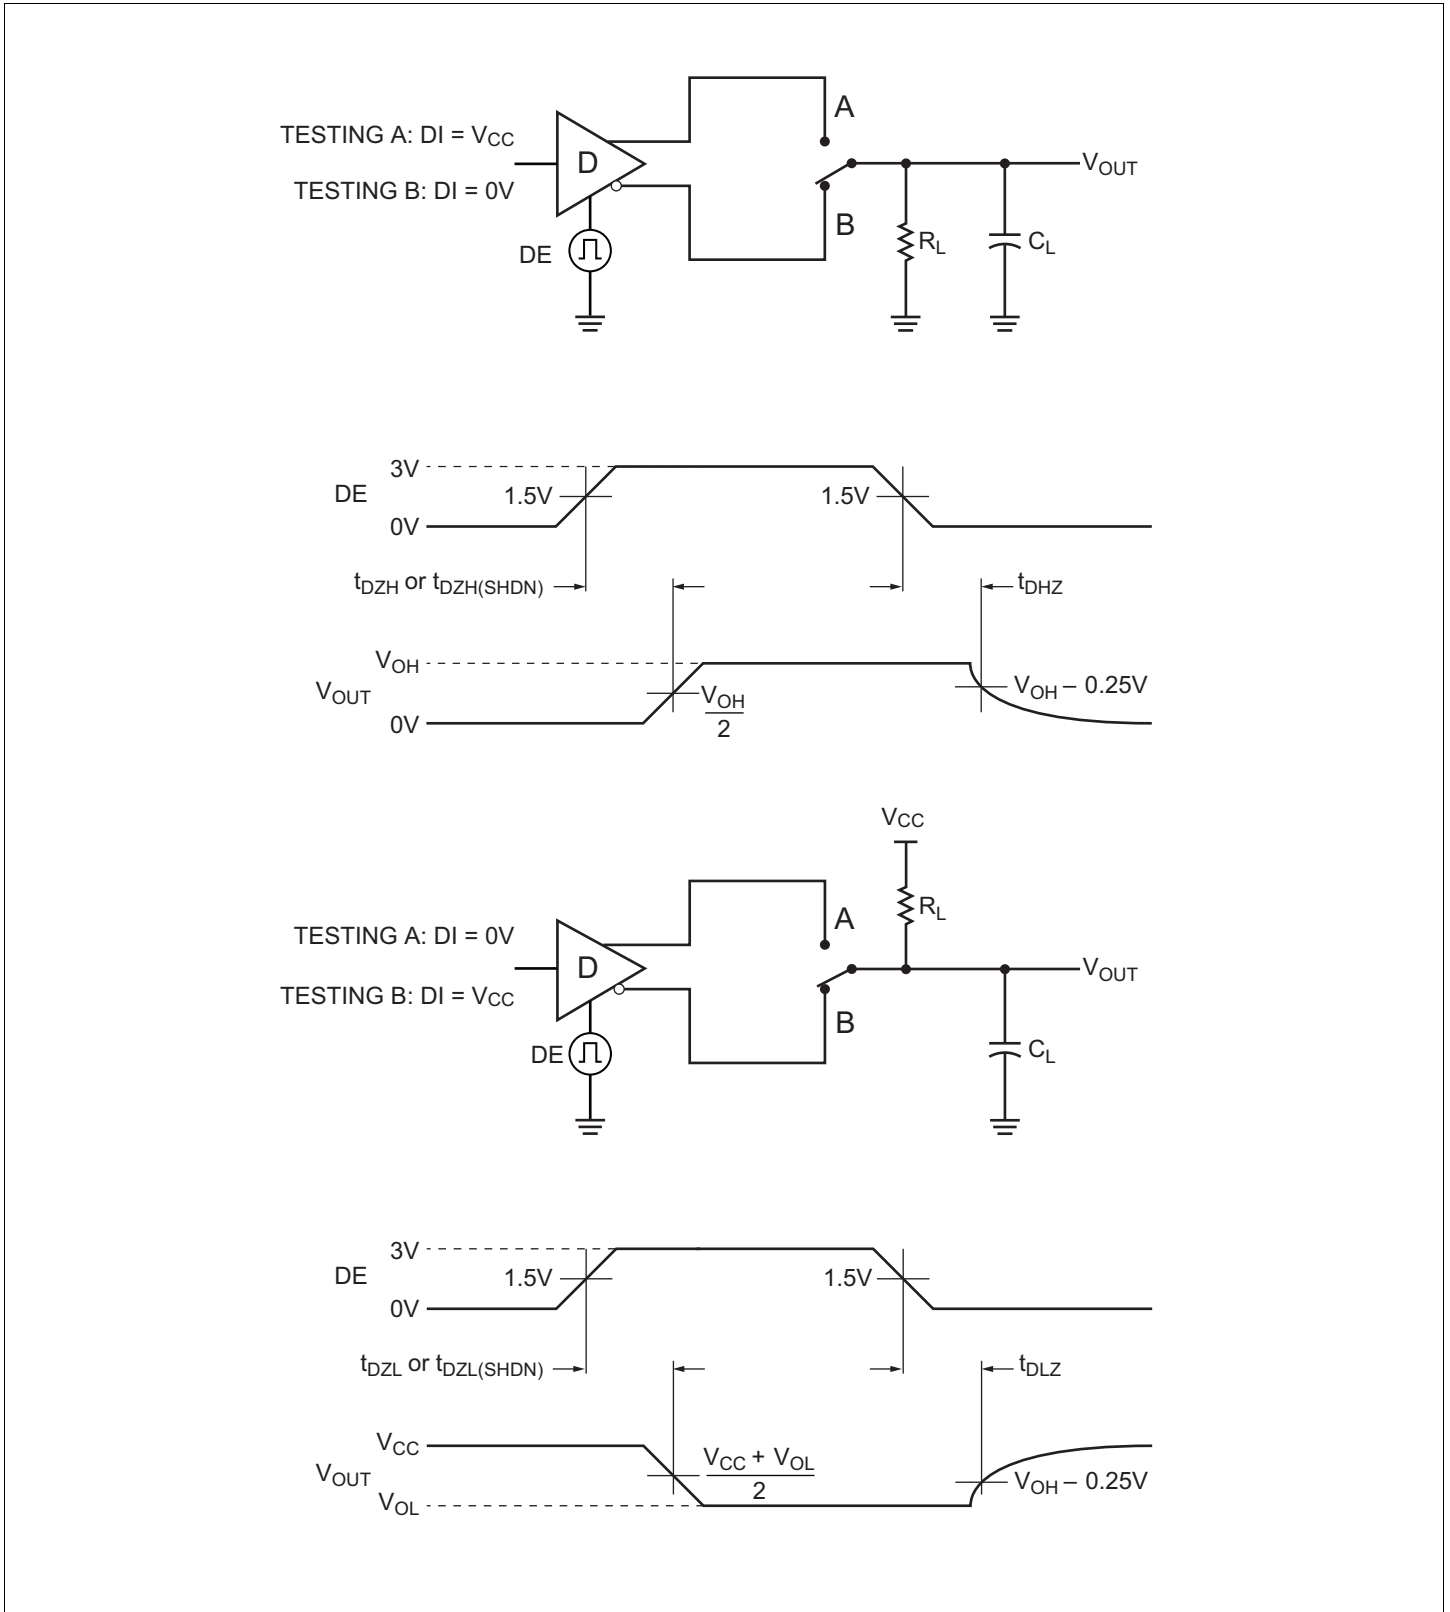 A
TESTING A: DI = VCC
D
VOUT
TESTING B: DI = 0V
B
RL
CL
DE
3V
DE
1.5V
1.5V
0V
tDZH or tDZH(SHDN)
tDHZ
VOH
VOUT
VOH
2
VOH – 0.25V
0V
VCC
RL
A
TESTING A: DI = 0V
D
VOUT
TESTING B: DI = VCC
B
CL
DE
3V
DE
1.5V
1.5V
0V
tDZL or tDZL(SHDN)
tDLZ
VCC
VOUT
VCC + VOL
2
VOH – 0.25V
VOL